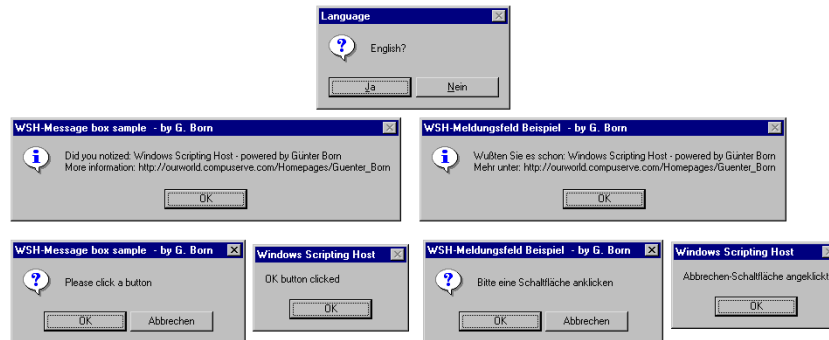 Language
English?
Ja
Nein
WSH-Message box sample - by G. Born
Did you notized: Windows Scripting Host - powered by Günter Born
More information: http://ourworld.compuserve.com/Homepages/Guenter_Born
OK
WSH-Meldungsfeld Beispiel - by G. Born
Wußten Sie es schon: Windows Scripting Host - powered by Günter Born
Mehr unter: http://ourworld.compuserve.com/Homepages/Guenter_Born
OK
WSH-Message box sample - by G. Born
Please click a button
OK
Abbrechen
Windows Scripting Host
OK button clicked
OK
WSH-Meldungsfeld Beispiel - by G. Born
Bitte eine Schaltfläche anklicken
OK
Abbrechen
Windows Scripting Host
Abbrechen-Schaltfläche angeklickt
OK